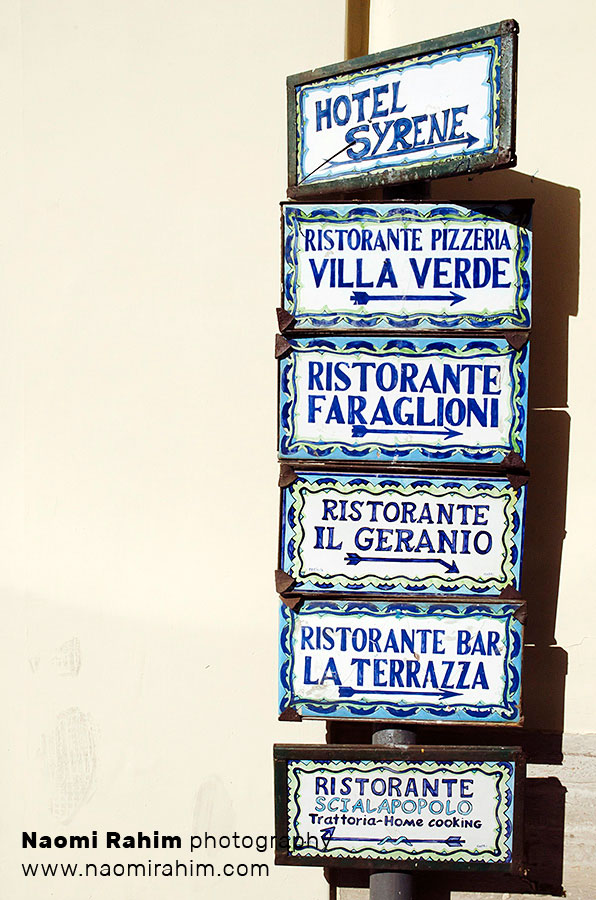 HOTEL
SYRENE
RISTORANTE PIZZERIA
VILLA VERDE
RISTORANTE
FARAGLIONI
RISTORANTE
IL GERANIO
RISTORANTE BAR
LA TERRAZZA
RISTORANTE
SCIALAPOPOLO
Trattoria-Home cooking
Naomi Rahim photography
www.naomirahim.com